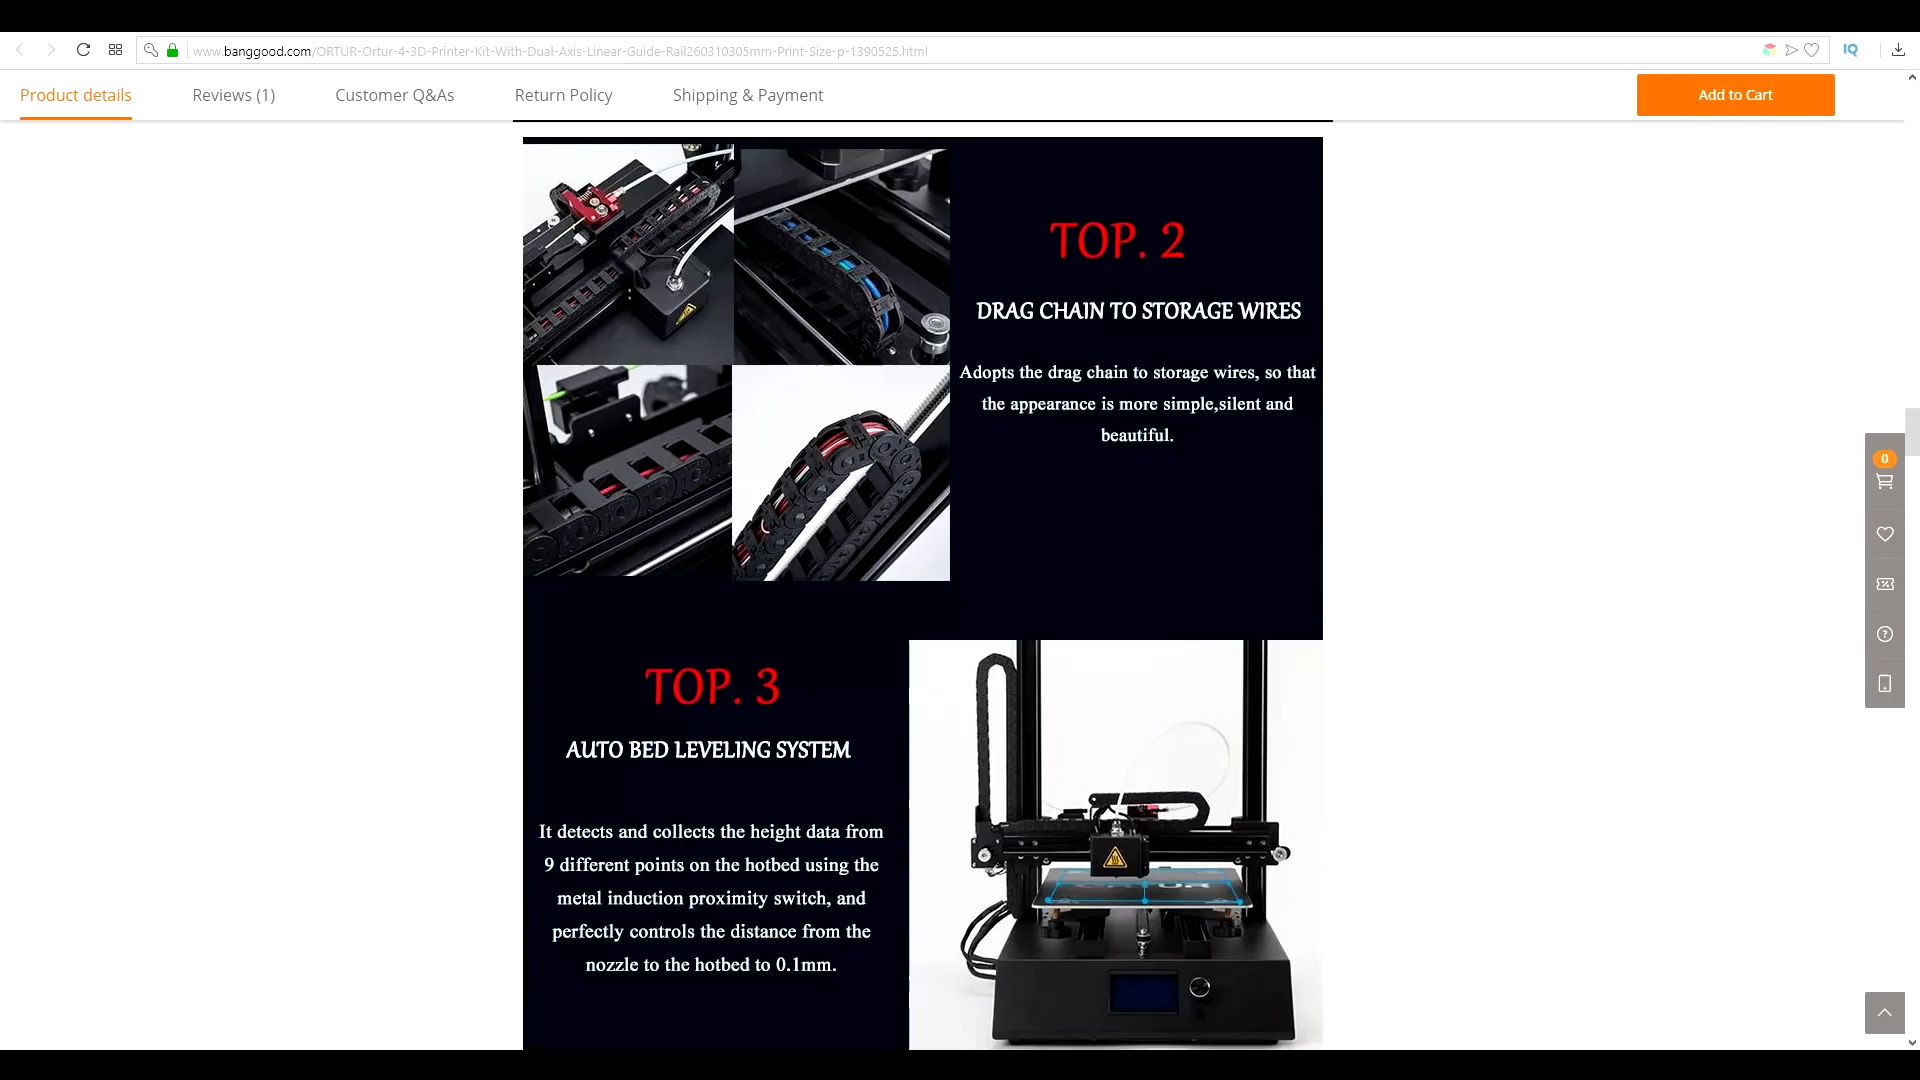 www.banggood.com/ORTUR-Ortur-4-3D-Printer-Kit-With-Dual-Axis-Linear-Guide-Rail260310305mm-Print-Size-p-1390525.html
IQ
Product details
Reviews (1)
Customer Q&As
Return Policy
Shipping & Payment
Add to Cart
TOP. 2
DRAG CHAIN TO STORAGE WIRES
Adopts the drag chain to storage wires, so that
the appearance is more simple,silent and
beautiful.
0
TOP. 3
AUTO BED LEVELING SYSTEM
It detects and collects the height data from
9 different points on the hotbed using the
metal induction proximity switch, and
perfectly controls the distance from the
nozzle to the hotbed to 0.1mm.